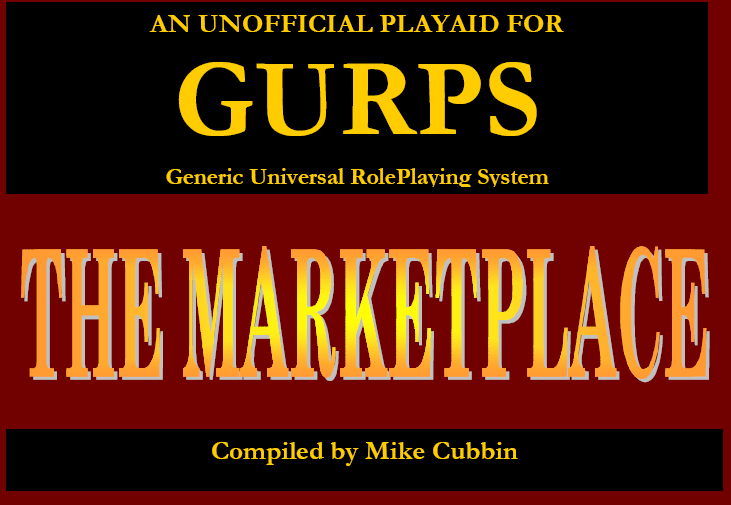 AN UNOFFICIAL PLAYAID FOR
GURPS
Generic Universal RolePlaying System
THE MARKETPLACE
Compiled by Mike Cubbin